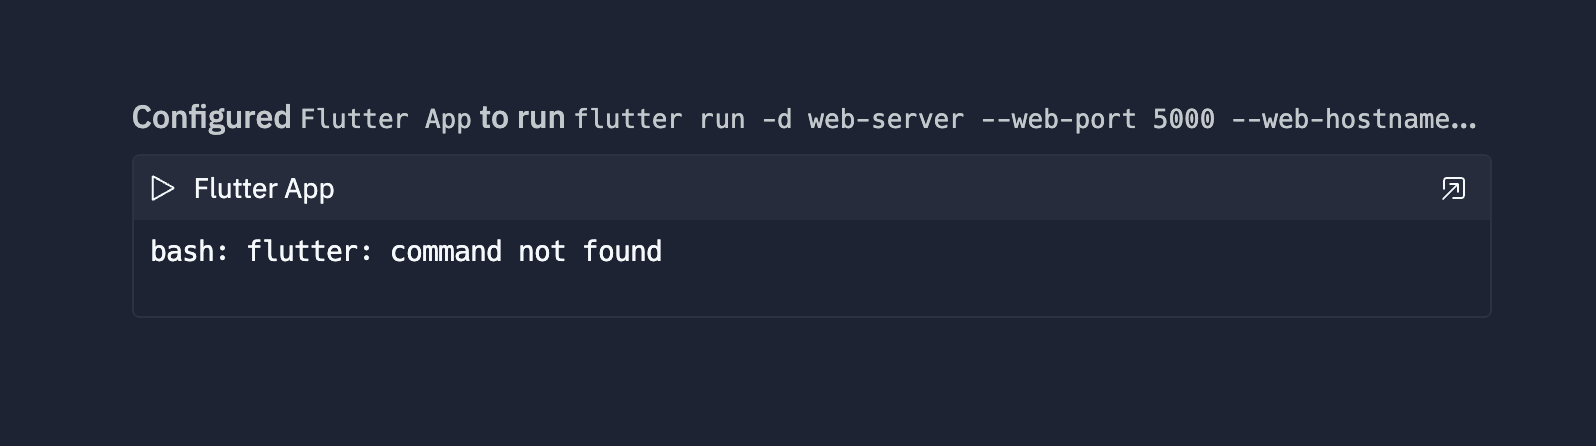 Configured Flutter App to run flutter run -d web-server --web-port 5000 --web-hostname...
Flutter App
bash: flutter: command not found